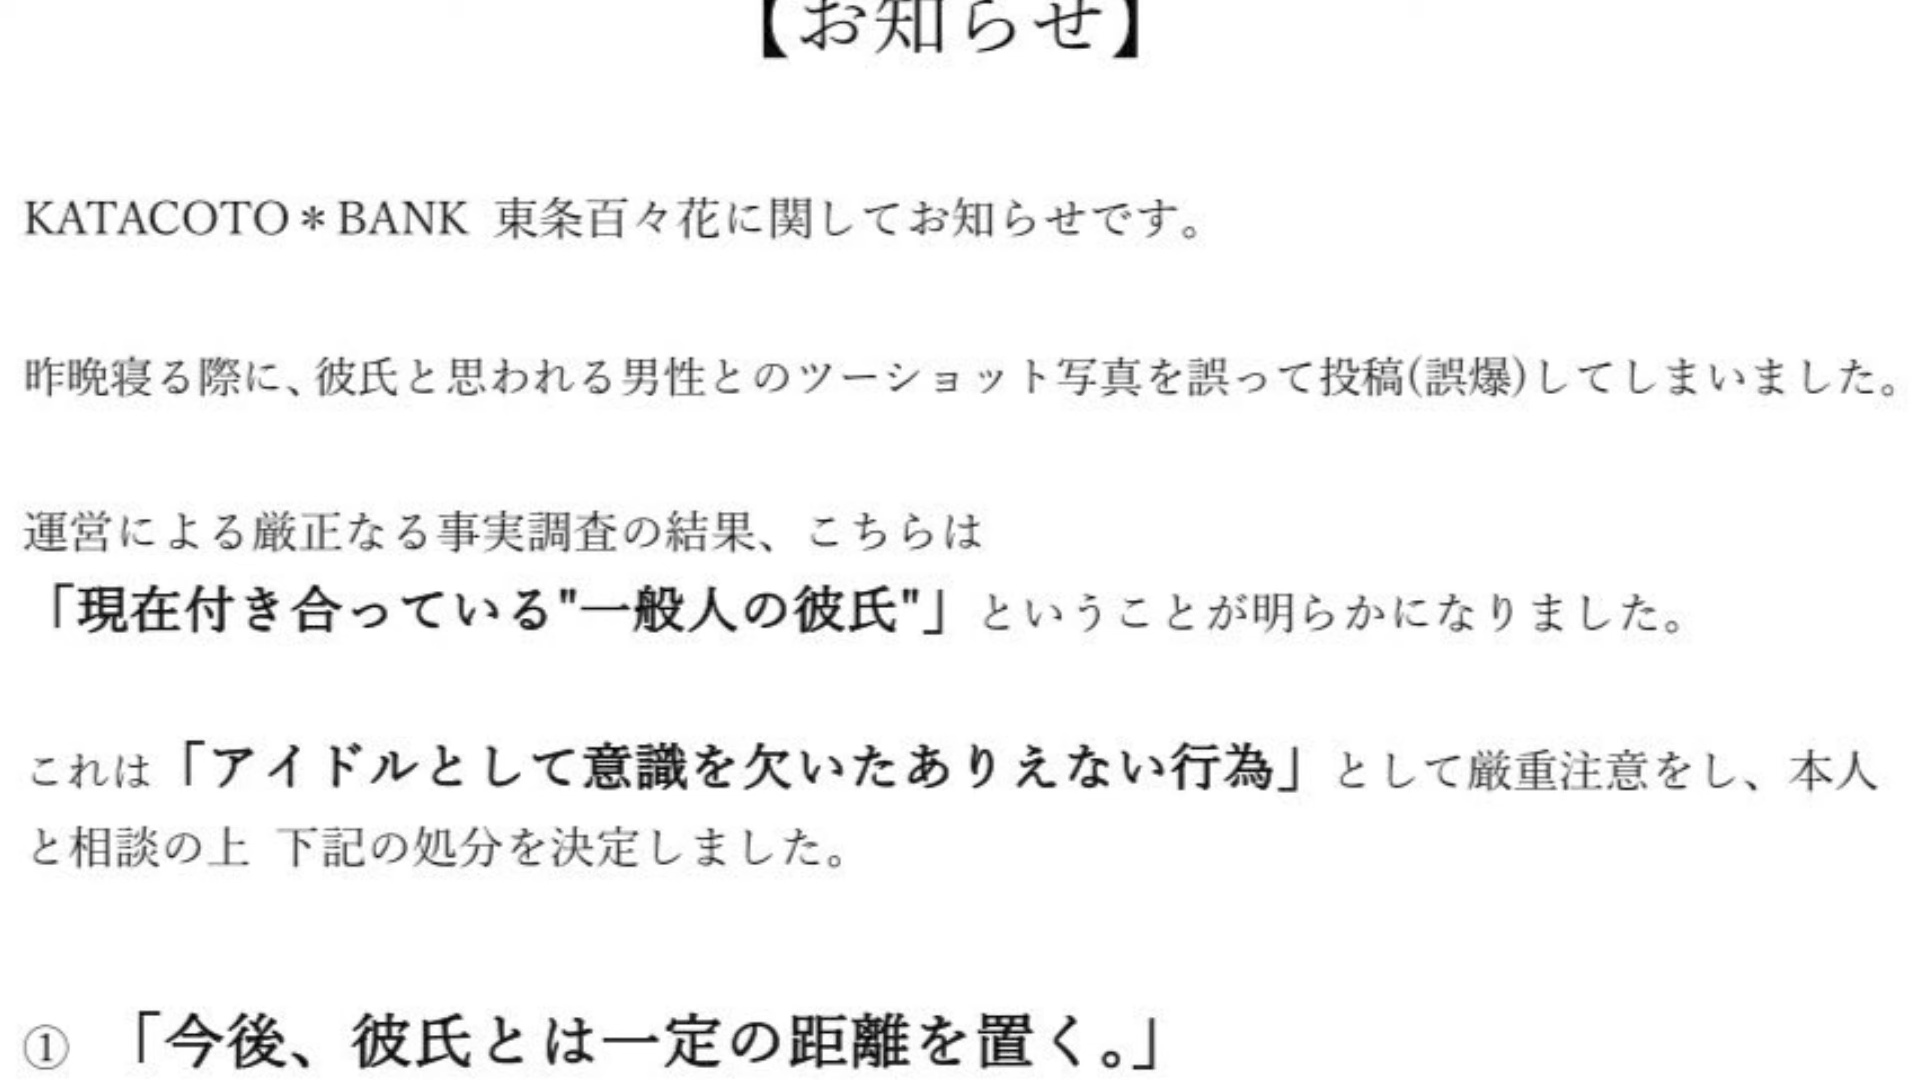 【お知らせ】
KATACOTO＊BANK 東条百々花に関してお知らせです。
昨晩寝る際に、彼氏と思われる男性とのツーショット写真を誤って投稿(誤爆)してしまいました。
運営による厳正なる事実調査の結果、こちらは
「現在付き合っている"一般人の彼氏"」ということが明らかになりました。
これは「アイドルとして意識を欠いたありえない行為」として厳重注意をし、本人
と相談の上 下記の処分を決定しました。
① 「今後、彼氏とは一定の距離を置く。」